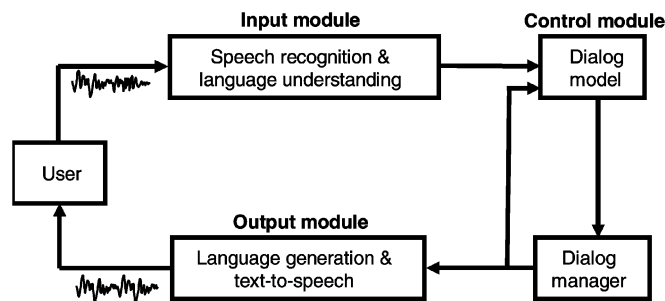 Input module
Control module
Speech recognition &
language understanding
Dialog
model
User
Output module
Language generation &
text-to-speech
Dialog
manager